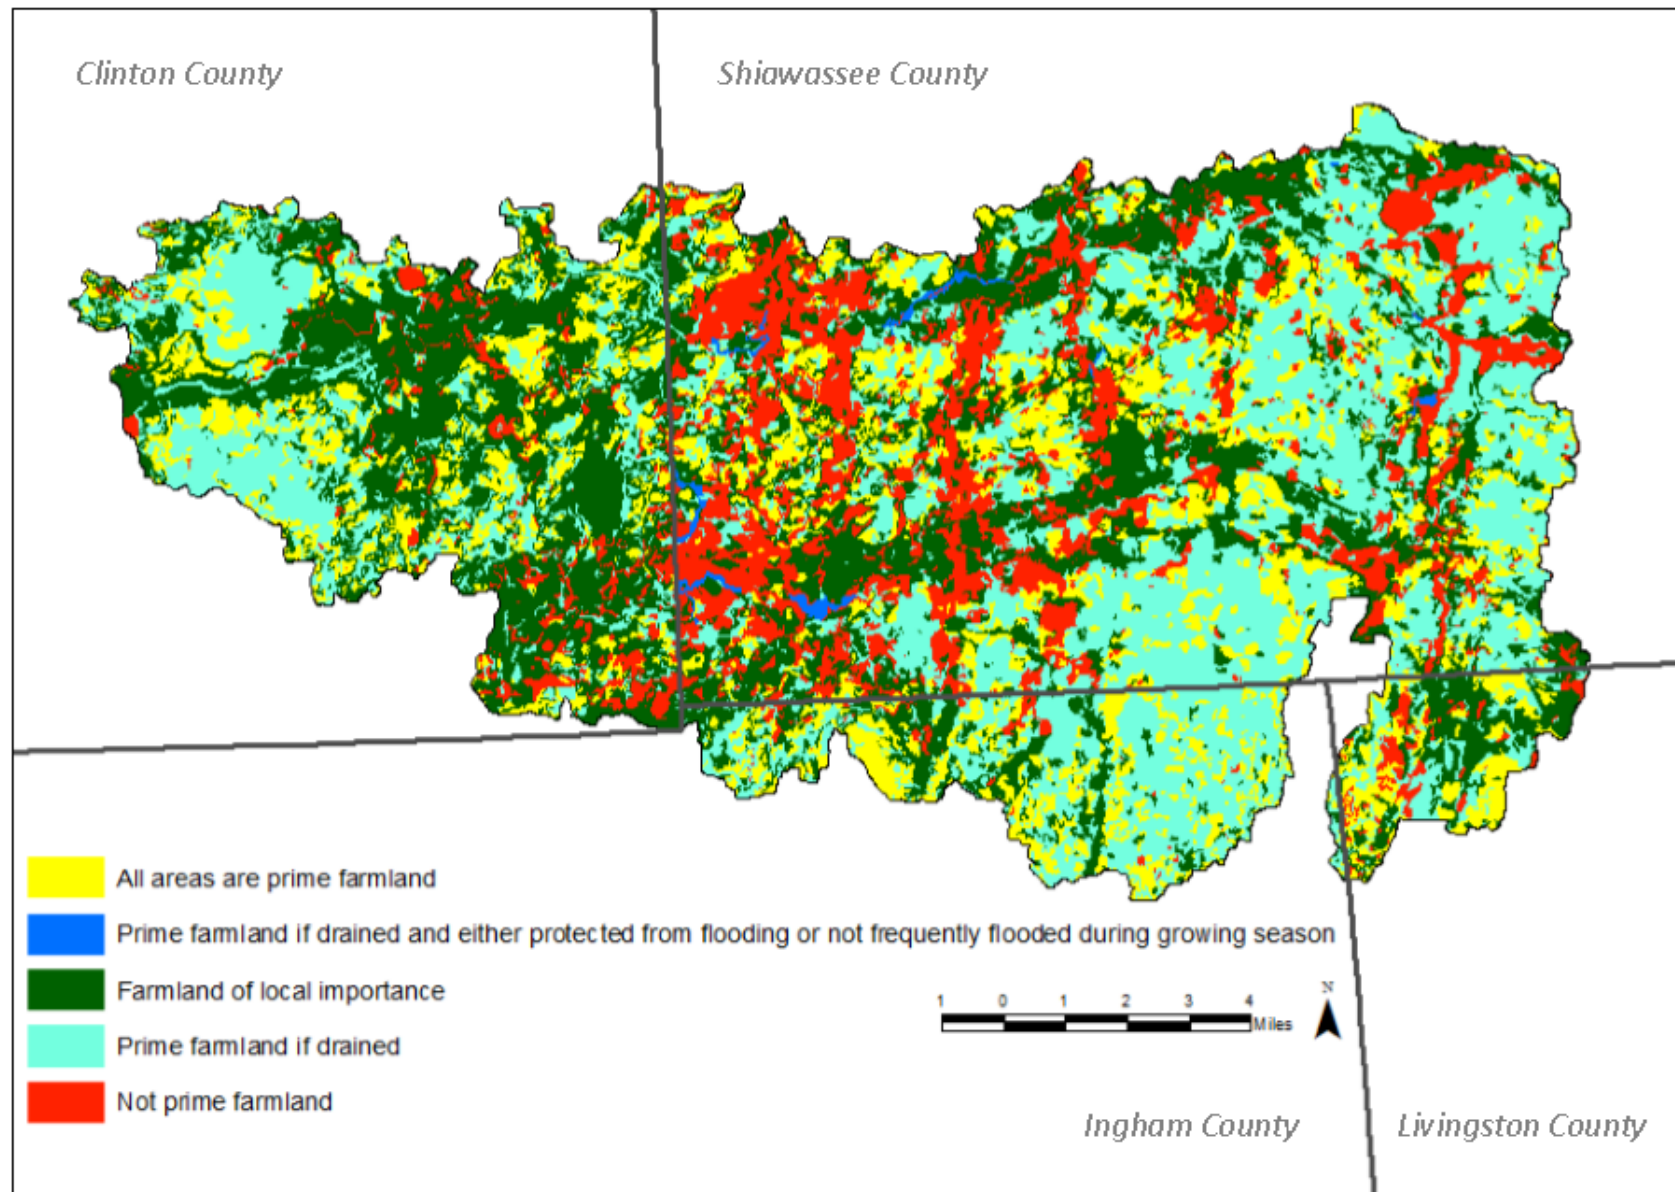 Clinton County
Shiawassee County
All areas are prime farmland
Prime farmland if drained and either protected from flooding or not frequently flooded during growing season
Farmland of local importance
Prime farmland if drained
Not prime farmland
1 0 1 2 3 4
Miles
N
Ingham County
Livingston County